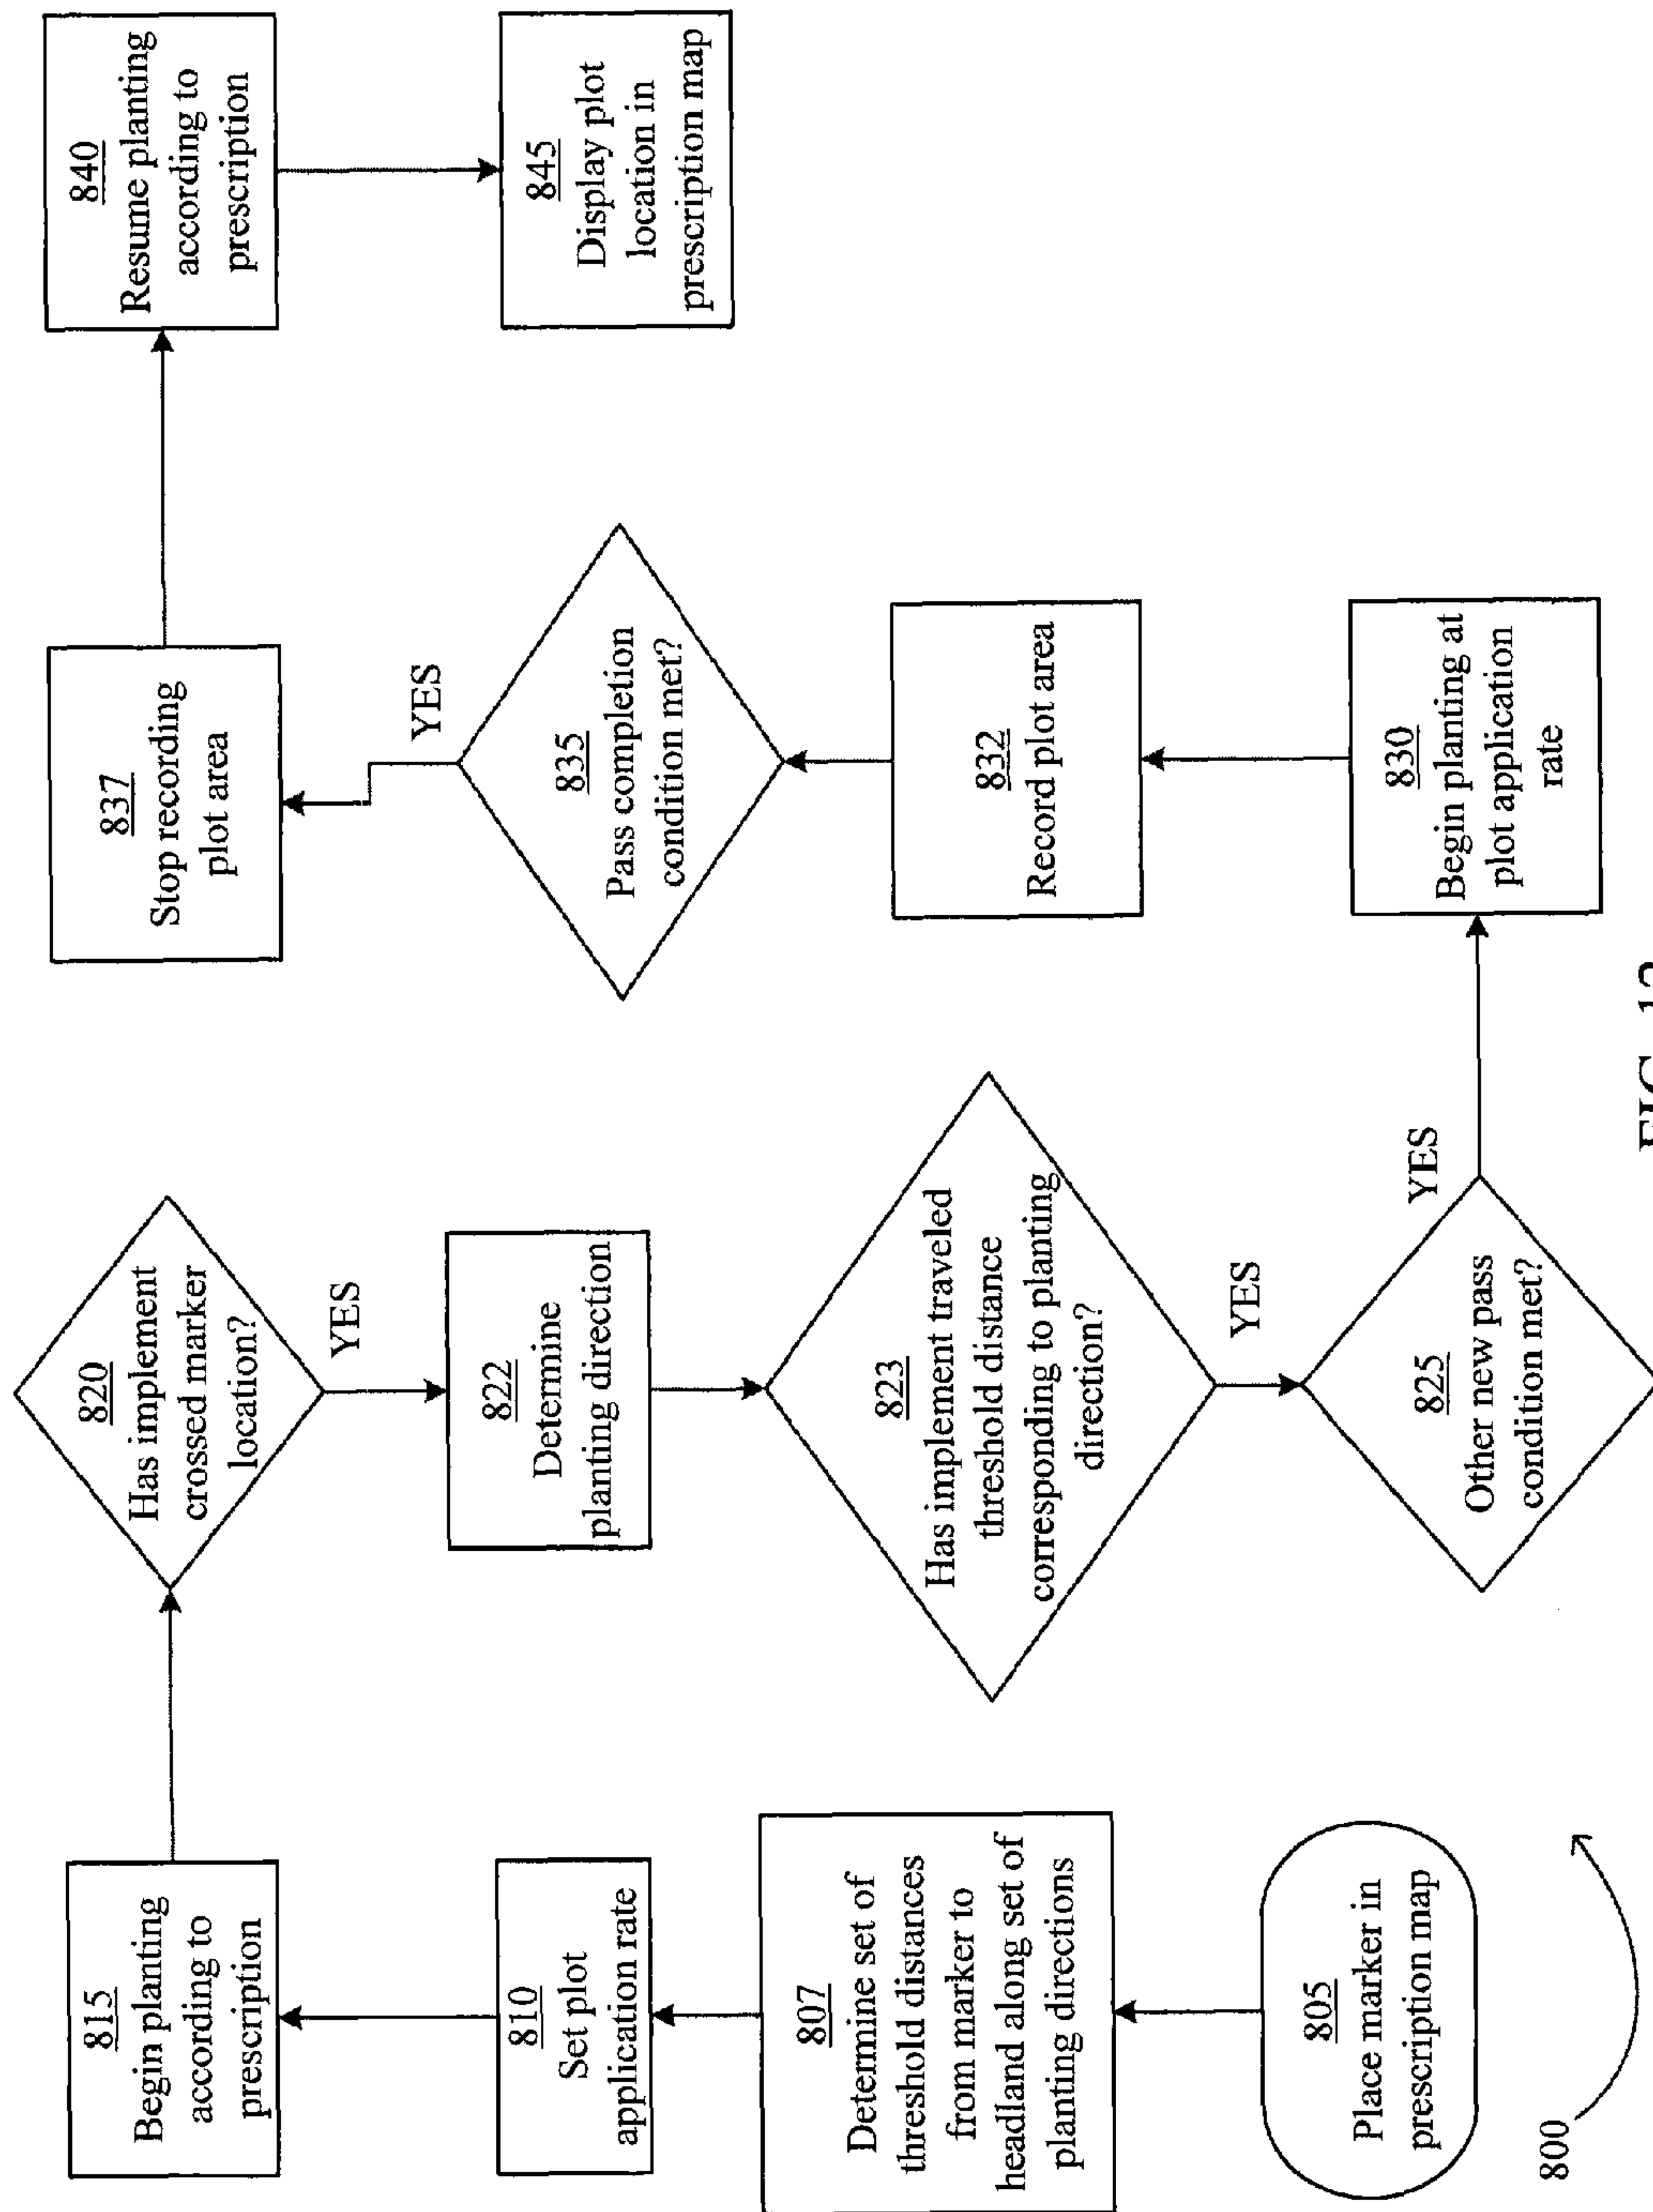 805
Place marker in
prescription map
807
Determine set of
threshold distances
from marker to
headland along set of
planting directions
810
Set plot
application rate
815
Begin planting
according to
prescription
820
Has implement
crossed marker
location?
YES
822
Determine
planting direction
823
Has implement traveled
threshold distance
corresponding to planting
direction?
YES
825
Other new pass
condition met?
YES
830
Begin planting at
plot application
rate
832
Record plot area
835
Pass completion
condition met?
YES
837
Stop recording
plot area
840
Resume planting
according to
prescription
845
Display plot
location in
prescription map
800
FIG.